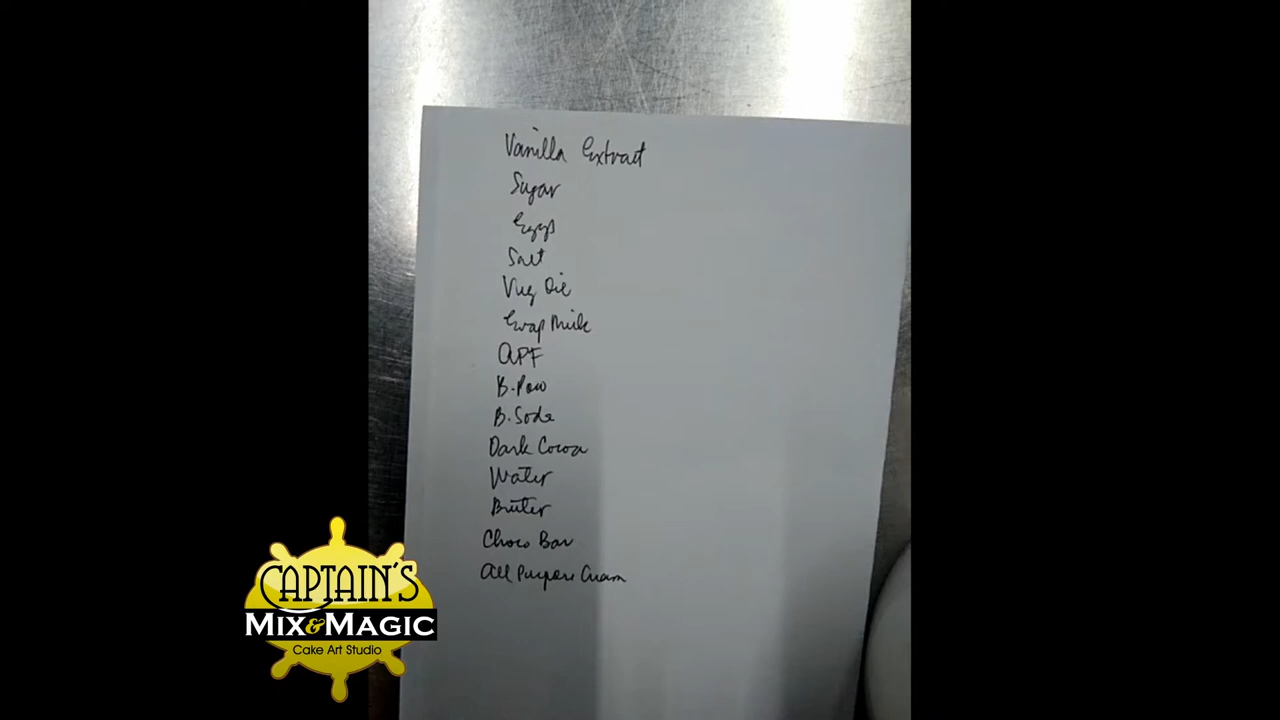 Vanilla Extract
Sugar
Eggs
Salt
Veg Oil
Evap Milk
APF
B.Pow
B.Soda
Dark Cocoa
Water
Butter
Choco Bar
All Purpose Cream
CAPTAIN'S
MIX&MAGIC
Cake Art Studio